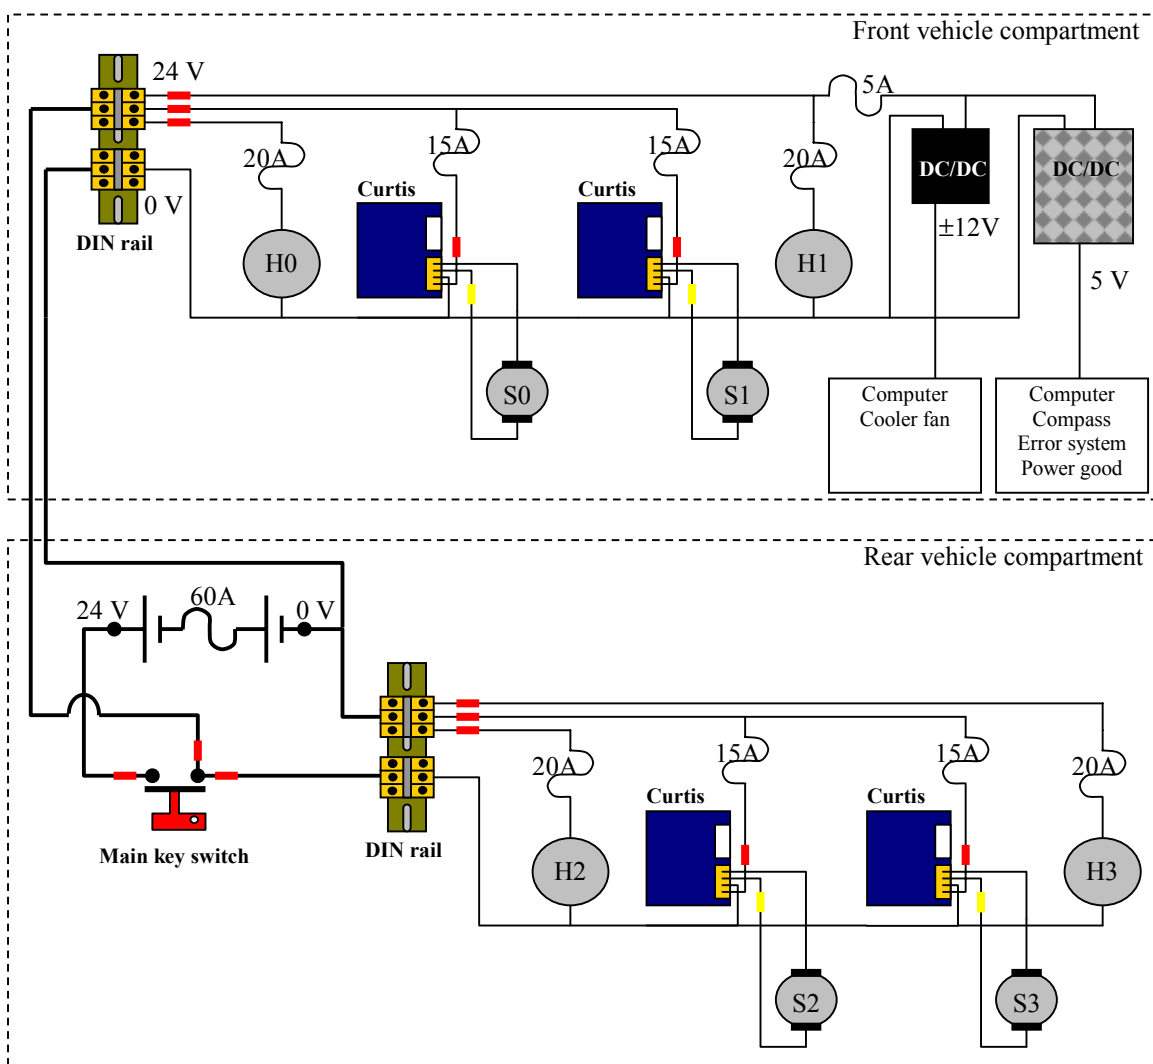 Front vehicle compartment
24 V
5A
20A
15A
15A
20A
Curtis
Curtis
DC/DC
DC/DC
0 V
±12V
DIN rail
H0
H1
5 V
S0
S1
Computer
Cooler fan
Computer
Compass
Error system
Power good
Rear vehicle compartment
24 V
60A
0 V
20A
15A
15A
20A
Curtis
Curtis
Main key switch
DIN rail
H2
H3
S2
S3